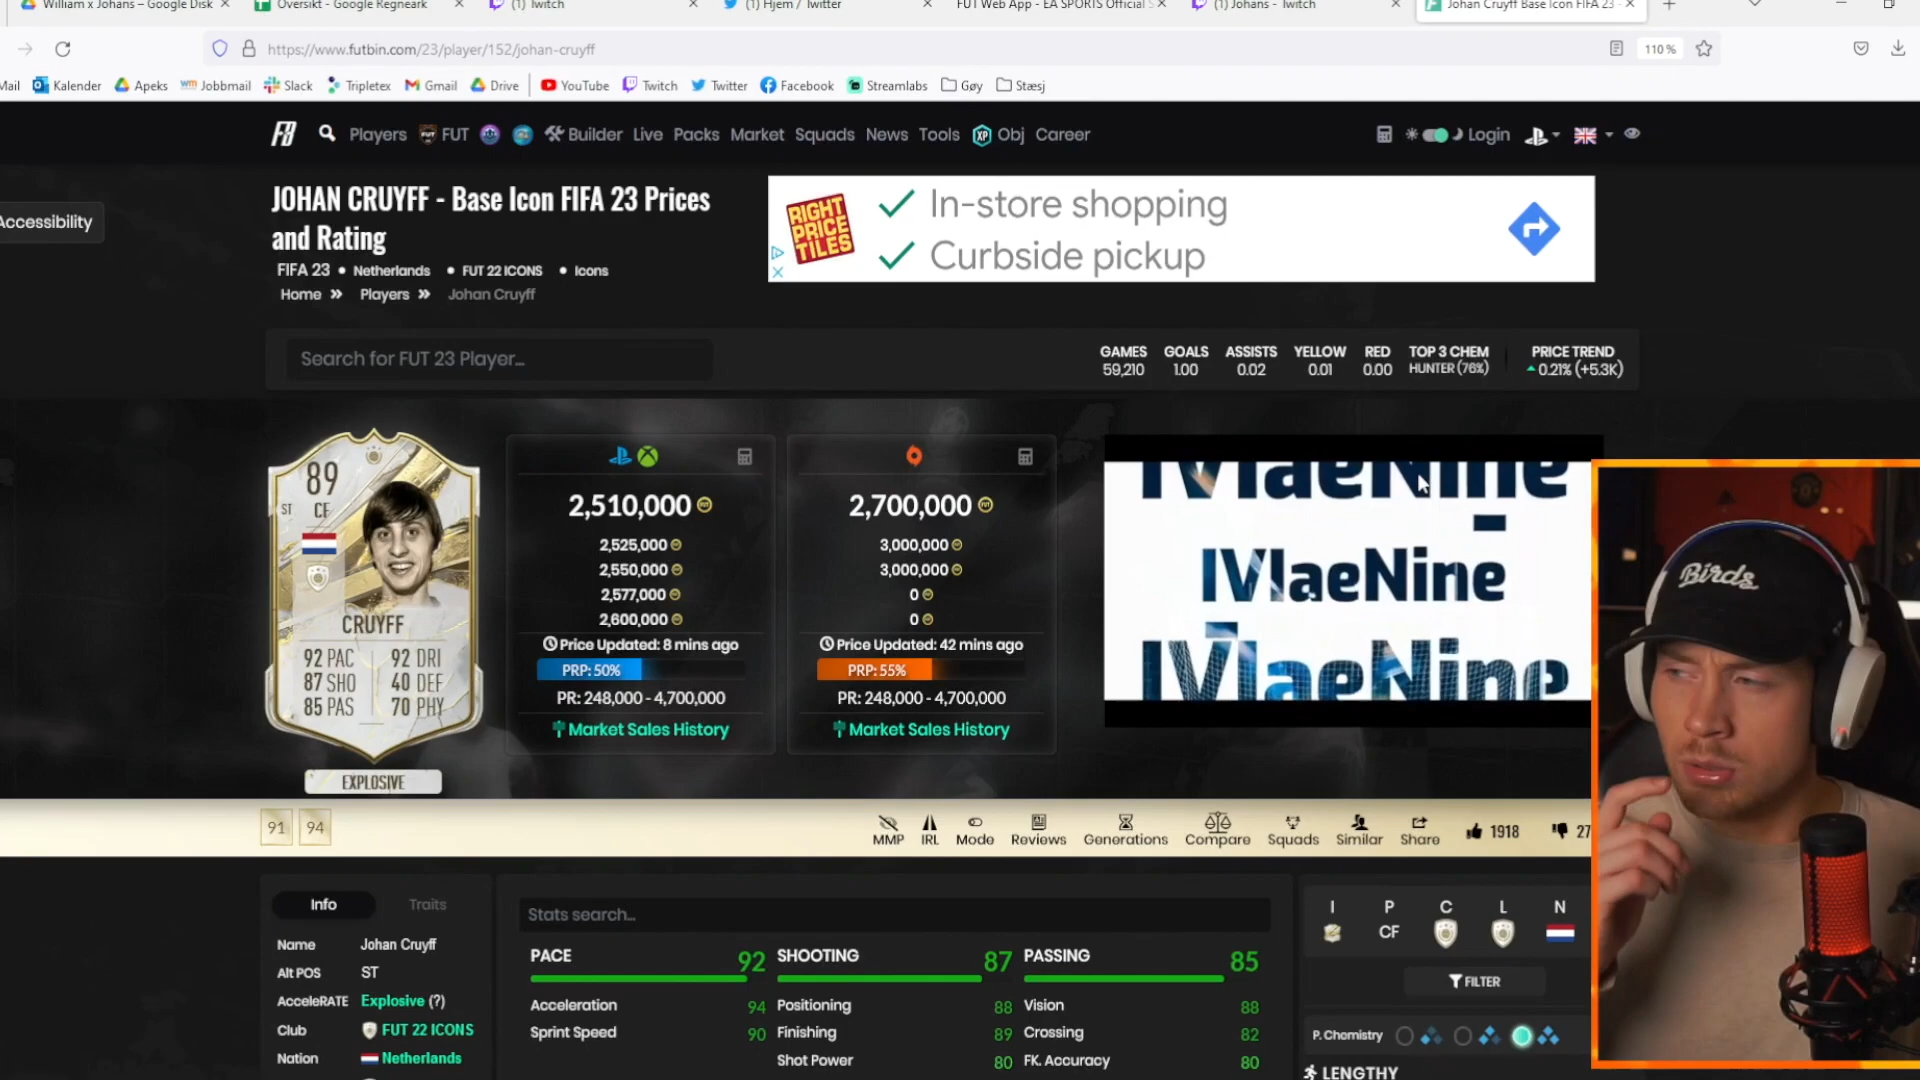 William x Johans – Google Disk
Oversikt - Google Regneark
(1) Twitch
(1) Hjem / Twitter
FUT Web App - EA SPORTS Official
(1) Johans - Twitch
Johan Cruyff Base Icon FIFA 23 -
https://www.futbin.com/23/player/152/johan-cruyff
110 %
Mail Kalender Apeks Jobbmail Slack Tripletex Gmail Drive YouTube Twitch Twitter Facebook Streamlabs Gøy Stæsj
Players FUT Builder Live Packs Market Squads News Tools XP Obj Career Login
Accessibility
JOHAN CRUYFF - Base Icon FIFA 23 Prices
and Rating
FIFA 23 • Netherlands • FUT 22 ICONS • Icons
Home » Players » Johan Cruyff
RIGHT
PRICE
TILES
In-store shopping
Curbside pickup
Search for FUT 23 Player...
GAMES GOALS ASSISTS YELLOW RED TOP 3 CHEM PRICE TREND
59,210 1.00 0.02 0.01 0.00 HUNTER (76%) 0.21% (+5.3K)
89
ST CF
CRUYFF
92 PAC 92 DRI
87 SHO 40 DEF
85 PAS 70 PHY
EXPLOSIVE
2,510,000
2,525,000
2,550,000
2,577,000
2,600,000
Price Updated: 8 mins ago
PRP: 50%
PR: 248,000 - 4,700,000
Market Sales History
2,700,000
3,000,000
3,000,000
0
0
Price Updated: 42 mins ago
PRP: 55%
PR: 248,000 - 4,700,000
Market Sales History
IVlaeNine
IVlaeNine
IVlaeNine
Birds
91 94
MMP IRL Mode Reviews Generations Compare Squads Similar Share 1918 27
Info Traits
Name Johan Cruyff
Alt POS ST
AcceleRATE Explosive (?)
Club FUT 22 ICONS
Nation Netherlands
Stats search...
PACE 92
Acceleration 94
Sprint Speed 90
SHOOTING 87
Positioning 88
Finishing 89
Shot Power 80
PASSING 85
Vision 88
Crossing 82
FK. Accuracy 80
I P C L N
CF
FILTER
P. Chemistry
LENGTHY